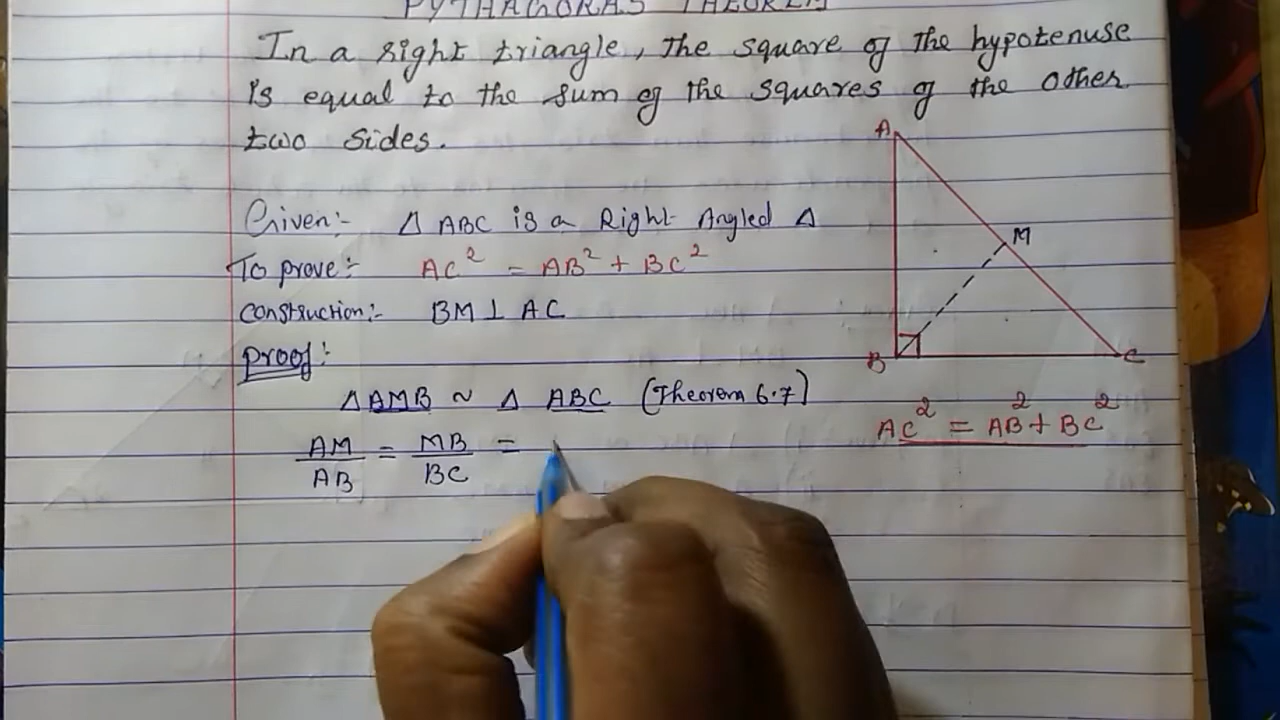 PYTHAGORAS THEOREM
In a right triangle, the square of the hypotenuse
is equal to the sum of the squares of the other
two sides.
Given:- Δ ABC is a Right Angled Δ
To prove:- AC² = AB² + BC²
Construction:- BM ⊥ AC
Proof:-
Δ AMB ~ Δ ABC (Theorem 6.7)
AM/AB = MB/BC =
A
M
B
C
AC² = AB² + BC²